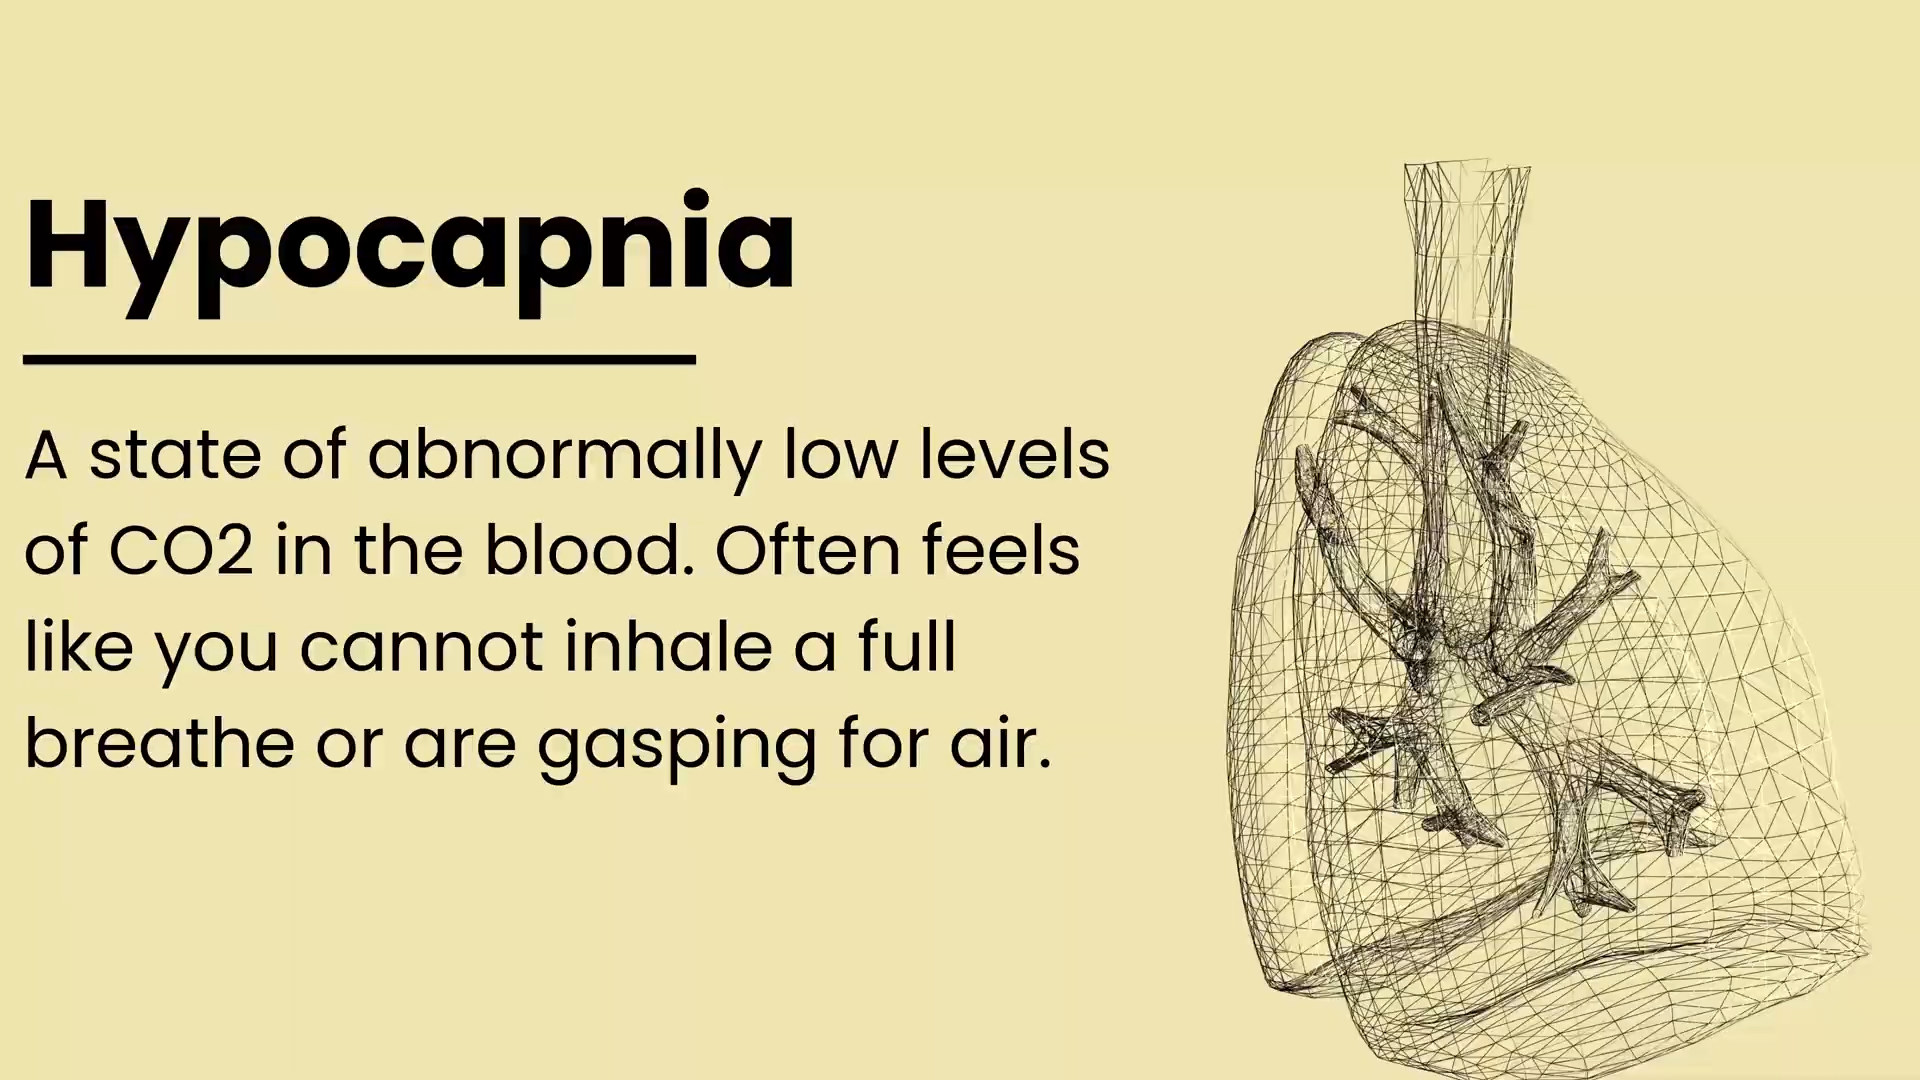 Hypocapnia
A state of abnormally low levels
of CO2 in the blood. Often feels
like you cannot inhale a full
breathe or are gasping for air.